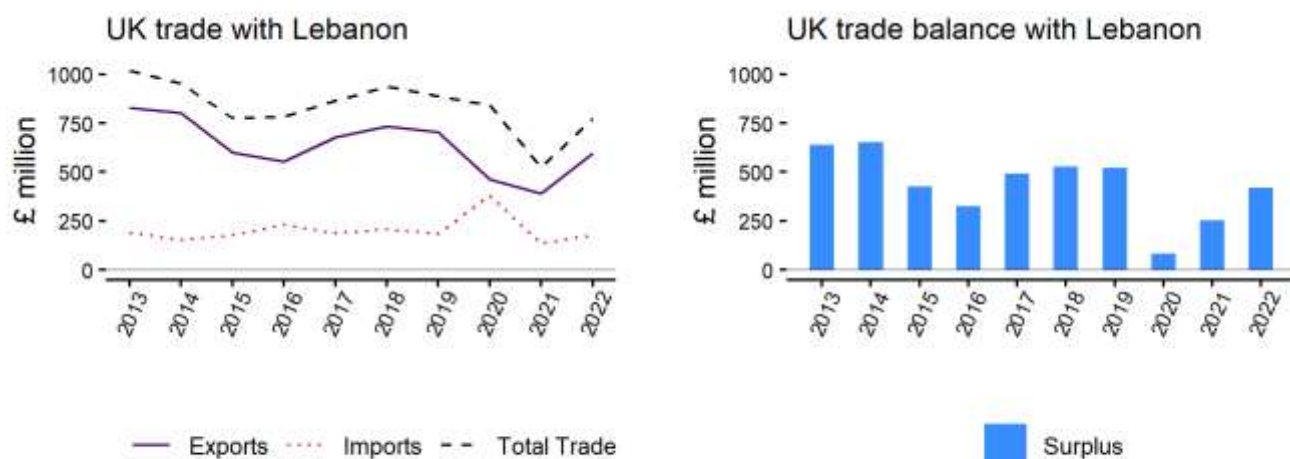 UK trade with Lebanon
£ million
1000
750
500
250
0
2013 2014 2015 2016 2017 2018 2019 2020 2021 2022
Exports Imports Total Trade
UK trade balance with Lebanon
£ million
1000
750
500
250
0
2013 2014 2015 2016 2017 2018 2019 2020 2021 2022
Surplus